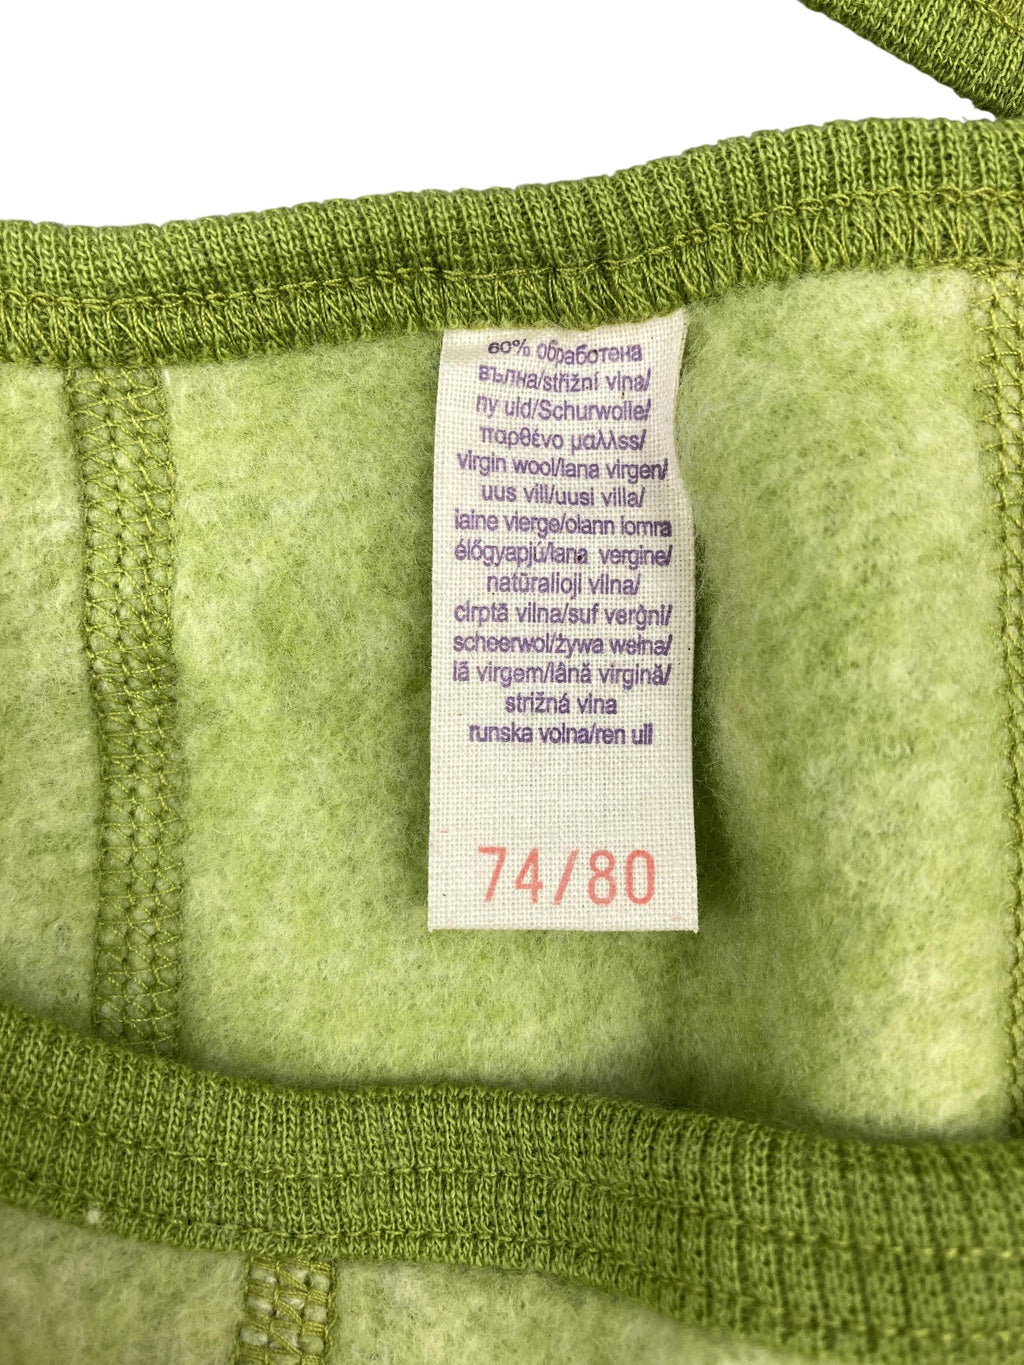 60% обработена
вълна/střižní vlna/
ny uld/Schurwolle/
παρθένο μαλλss/
virgin wool/lana virgen/
uus vill/uusi villa/
laine vierge/olann lomra
élőgyapjú/lana vergine/
natūralioji vilna/
cirptā vilna/suf verġni/
scheerwol/żywa wełna/
lã virgem/lână virgină/
strižná vlna
runska volna/ren ull
74/80